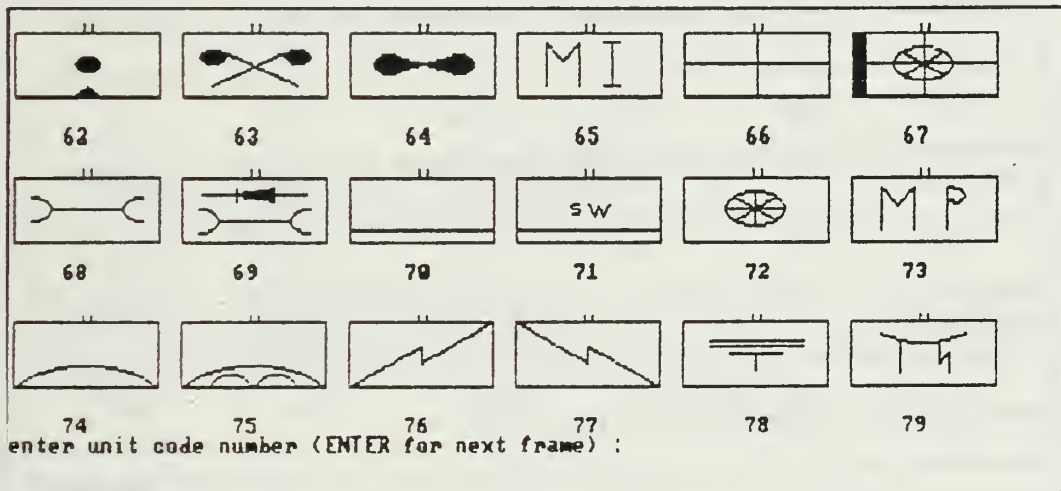 M I
62 63 64 65 66 67
SW M P
68 69 70 71 72 73
74 75 76 77 78 79
enter unit code number (ENTER for next frame) :